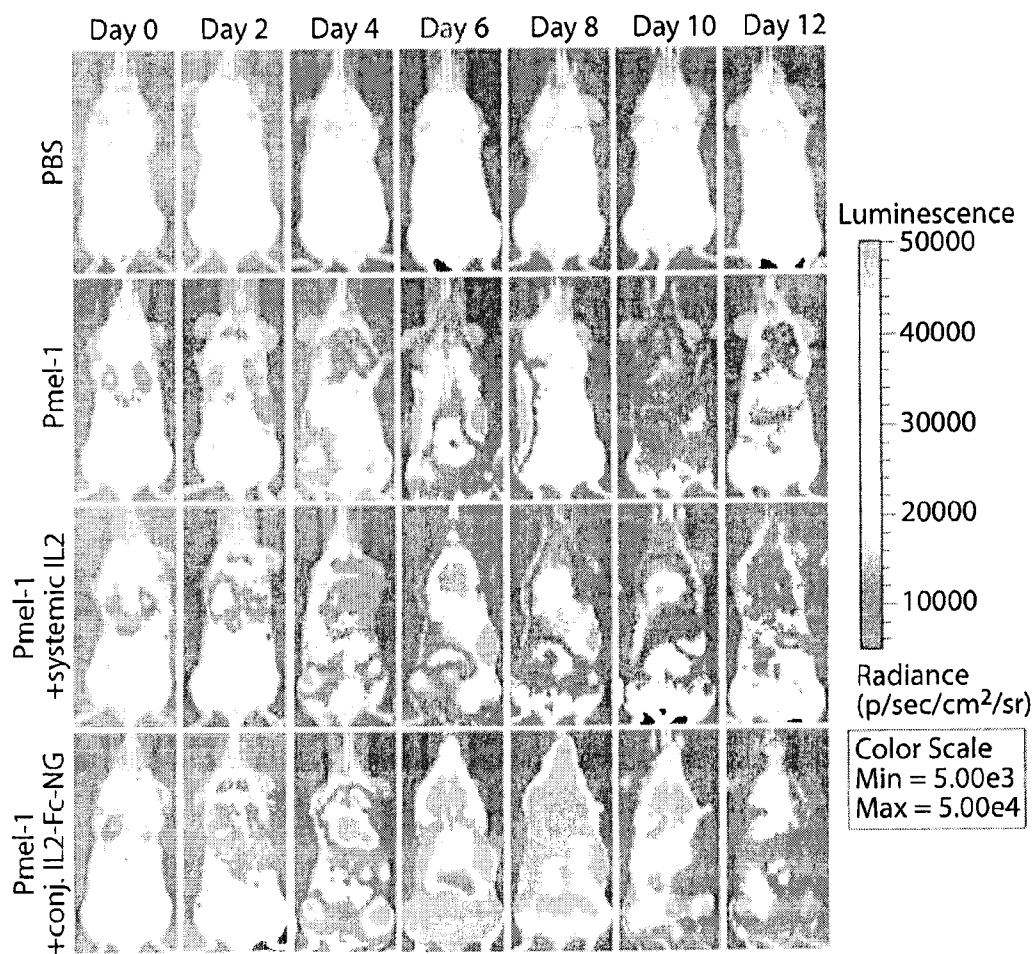 Day 0 Day 2 Day 4 Day 6 Day 8 Day 10 Day 12
PBS
Pmel-1
Pmel-1
+systemic IL2
Pmel-1
+conj. IL2-Fc-NG
Luminescence
50000
40000
30000
20000
10000
Radiance
(p/sec/cm²/sr)
Color Scale
Min = 5.00e3
Max = 5.00e4